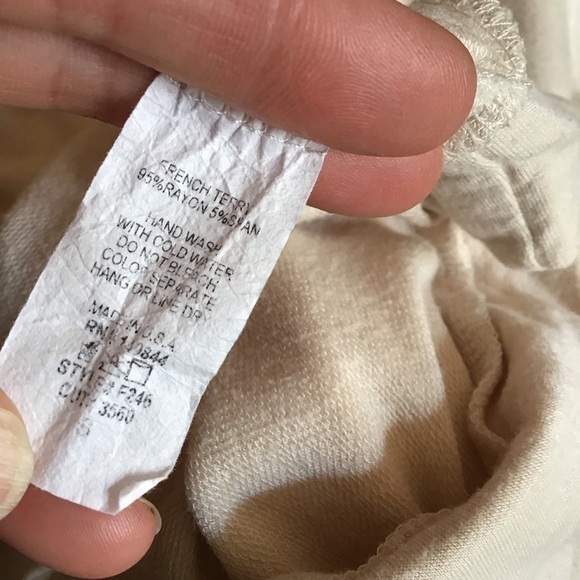 FRENCH TERRY
95%RAYON 5%SPAN
HAND WASH
WITH COLD WATER
DO NOT BLEACH
COLOR SEPARATE
HANG OR LINE DRY
MADE IN U.S.A
STYLE# F246
CUT# 3560